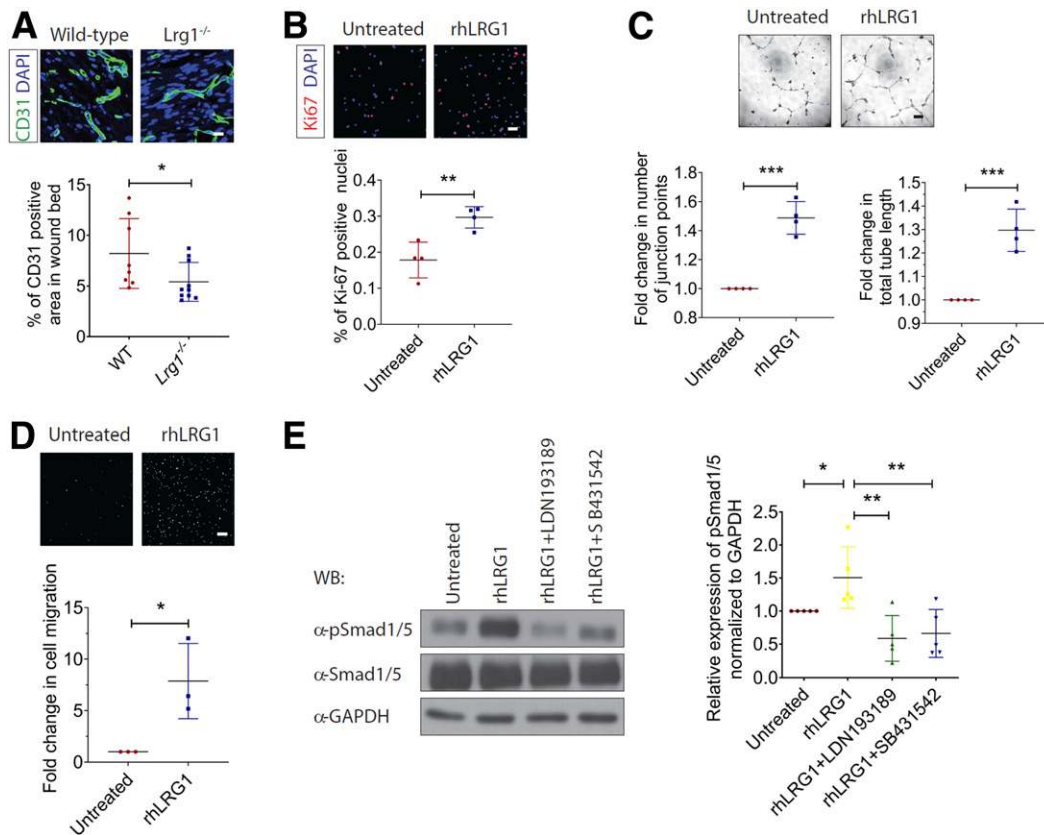 A
Wild-type Lrg1-/-
CD31 DAPI
*
% of CD31 positive
area in wound bed
15
10
5
0
WT
Lrg1-/-
B
Untreated rhLRG1
Ki67 DAPI
**
% of Ki-67 positive nuclei
0.4
0.3
0.2
0.1
0.0
Untreated
rhLRG1
C
Untreated rhLRG1
***
Fold change in number
of junction points
1.8
1.6
1.4
1.2
1.0
0.8
Untreated
rhLRG1
***
Fold change in
total tube length
1.5
1.4
1.3
1.2
1.1
1.0
0.9
Untreated
rhLRG1
D
Untreated rhLRG1
*
Fold change in cell migration
15
10
5
0
Untreated
rhLRG1
E
WB:
Untreated
rhLRG1
rhLRG1+LDN193189
rhLRG1+S B431542
α-pSmad1/5
α-Smad1/5
α-GAPDH
*
**
**
Relative expression of pSmad1/5
normalized to GAPDH
2.5
2.0
1.5
1.0
0.5
0.0
Untreated
rhLRG1
rhLRG1+LDN193189
rhLRG1+SB431542